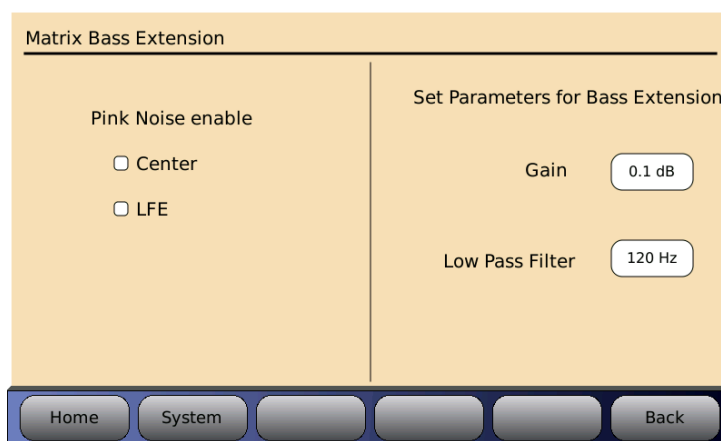 Matrix Bass Extension
Pink Noise enable
Center
LFE
Set Parameters for Bass Extension
Gain
0.1 dB
Low Pass Filter
120 Hz
Home
System
Back